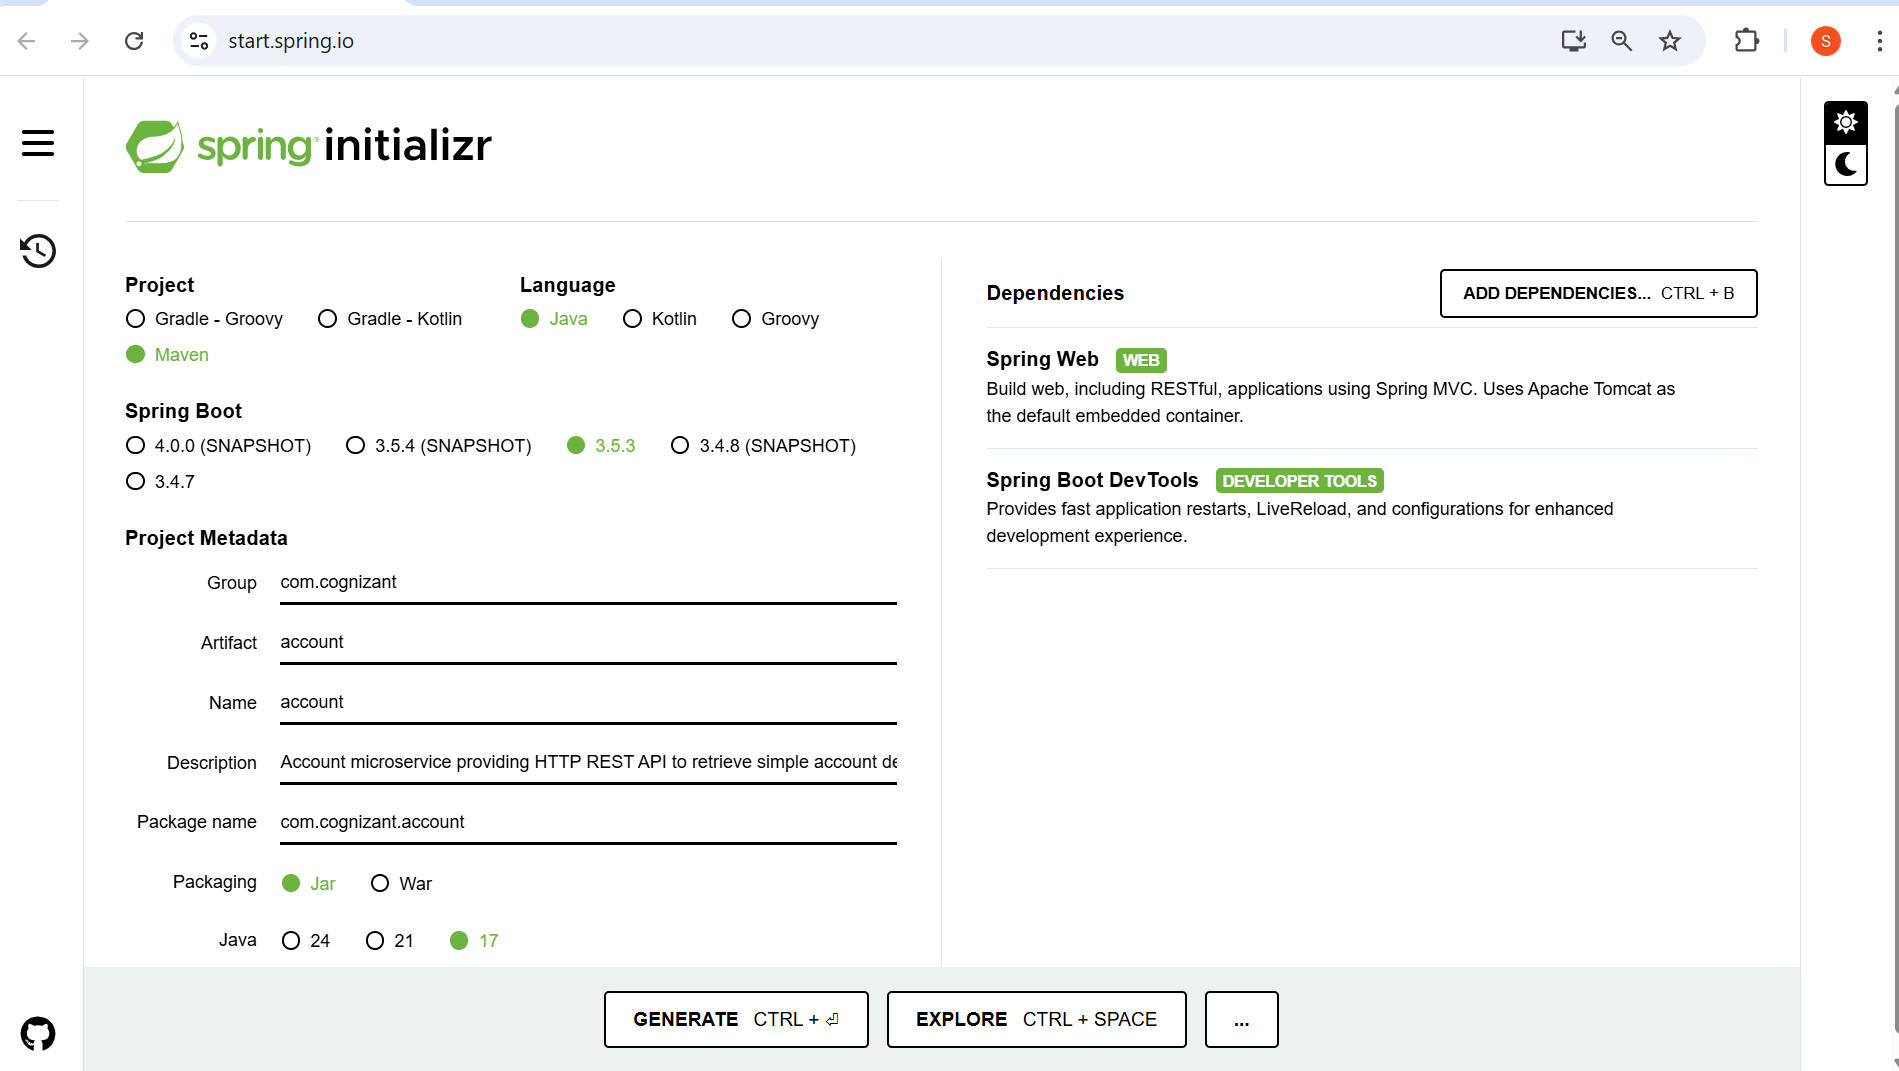 start.spring.io
S
spring initializr
Project
Gradle - Groovy Gradle - Kotlin
Maven
Language
Java Kotlin Groovy
Spring Boot
4.0.0 (SNAPSHOT) 3.5.4 (SNAPSHOT) 3.5.3 3.4.8 (SNAPSHOT)
3.4.7
Project Metadata
Group com.cognizant
Artifact account
Name account
Description Account microservice providing HTTP REST API to retrieve simple account de
Package name com.cognizant.account
Packaging Jar War
Java 24 21 17
Dependencies
ADD DEPENDENCIES... CTRL + B
Spring Web WEB
Build web, including RESTful, applications using Spring MVC. Uses Apache Tomcat as
the default embedded container.
Spring Boot DevTools DEVELOPER TOOLS
Provides fast application restarts, LiveReload, and configurations for enhanced
development experience.
GENERATE CTRL + ⏎ EXPLORE CTRL + SPACE ...